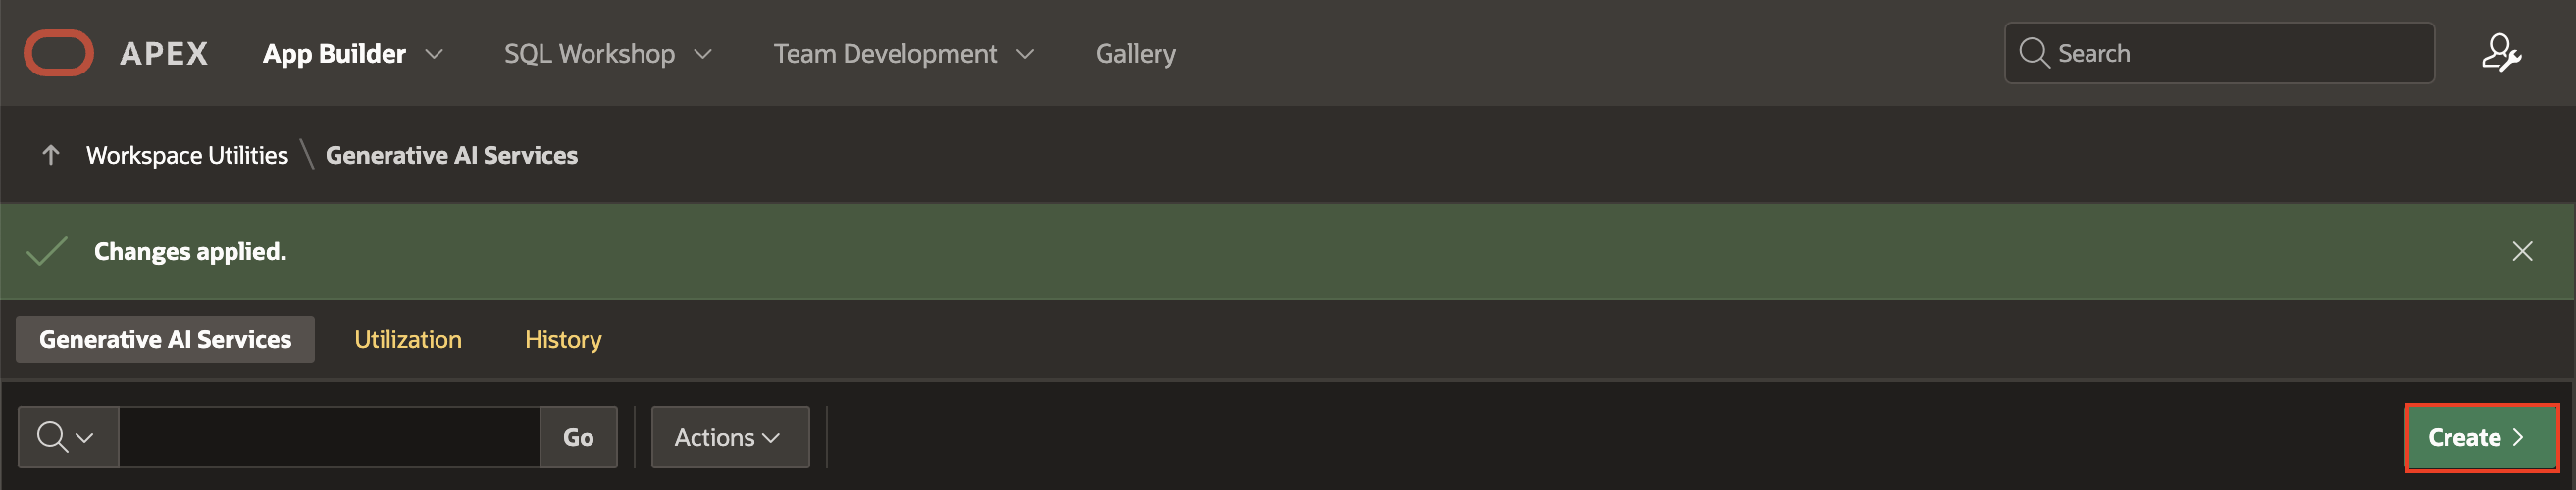 APEX App Builder SQL Workshop Team Development Gallery Search
Workspace Utilities \ Generative AI Services
Changes applied.
Generative AI Services Utilization History
Go Actions Create